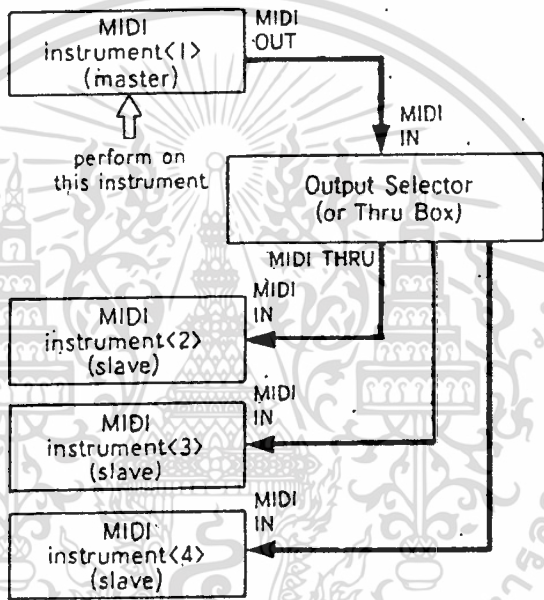 MIDI
instrument<1>
(master)
MIDI
OUT
perform on
this instrument
MIDI
IN
Output Selector
(or Thru Box)
MIDI THRU
MIDI
IN
MIDI
instrument<2>
(slave)
MIDI
IN
MIDI
instrument<3>
(slave)
MIDI
IN
MIDI
instrument<4>
(slave)